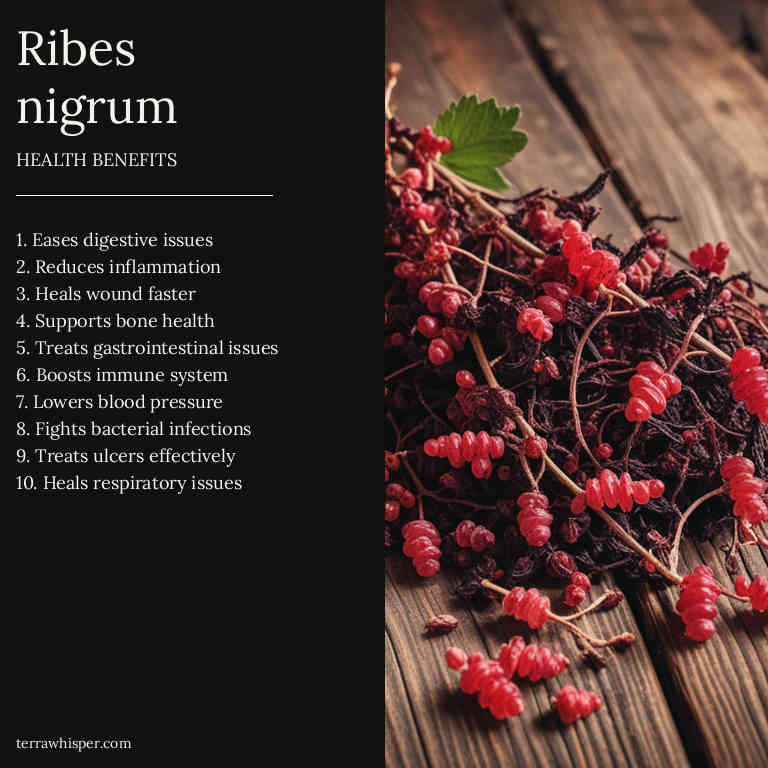 Ribes
nigrum
HEALTH BENEFITS
1. Eases digestive issues
2. Reduces inflammation
3. Heals wound faster
4. Supports bone health
5. Treats gastrointestinal issues
6. Boosts immune system
7. Lowers blood pressure
8. Fights bacterial infections
9. Treats ulcers effectively
10. Heals respiratory issues
terrawhisper.com